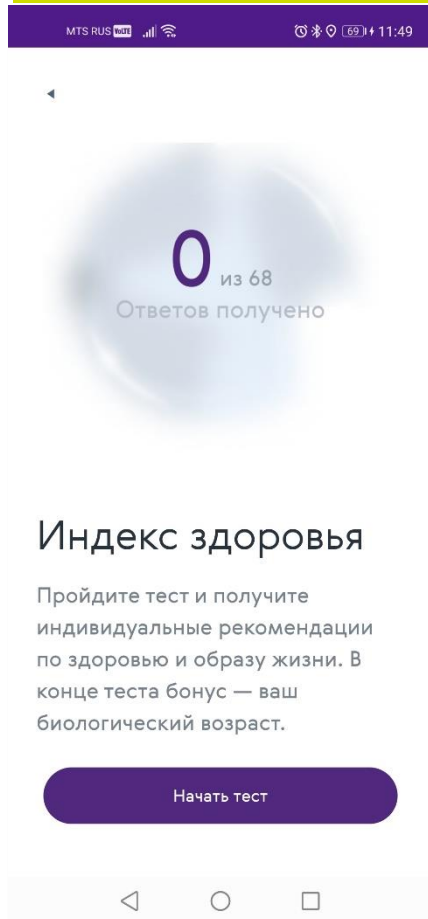 MTS RUS VoLTE 69 11:49
0 из 68
Ответов получено
Индекс здоровья
Пройдите тест и получите
индивидуальные рекомендации
по здоровью и образу жизни. В
конце теста бонус — ваш
биологический возраст.
Начать тест